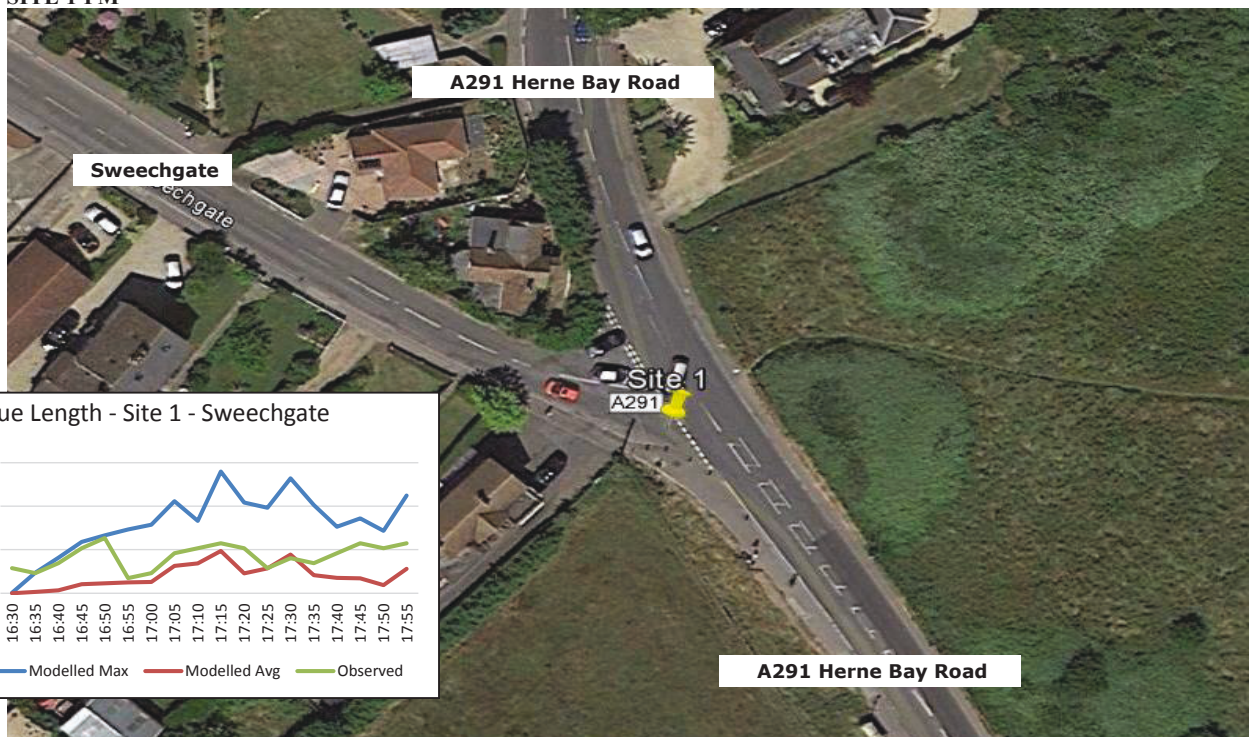 SITE 1 PM
A291 Herne Bay Road
Sweechgate
echgate
Site 1
A291
ue Length - Site 1 - Sweechgate
16:30
16:35
16:40
16:45
16:50
16:55
17:00
17:05
17:10
17:15
17:20
17:25
17:30
17:35
17:40
17:45
17:50
17:55
Modelled Max
Modelled Avg
Observed
A291 Herne Bay Road